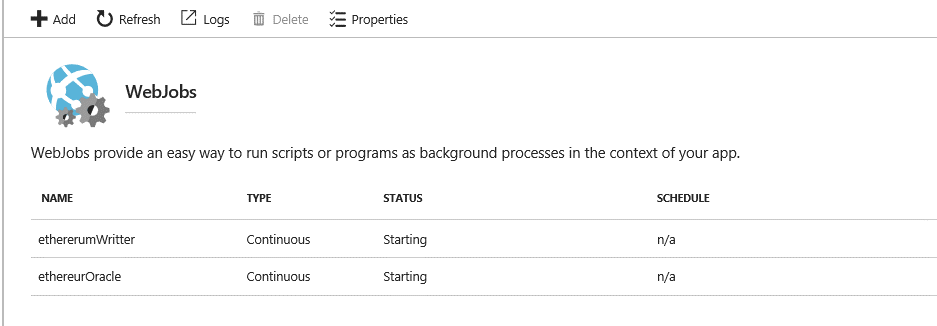 Add Refresh Logs Delete Properties
WebJobs
WebJobs provide an easy way to run scripts or programs as background processes in the context of your app.
NAME TYPE STATUS SCHEDULE
ethererumWritter Continuous Starting n/a
ethereurOracle Continuous Starting n/a